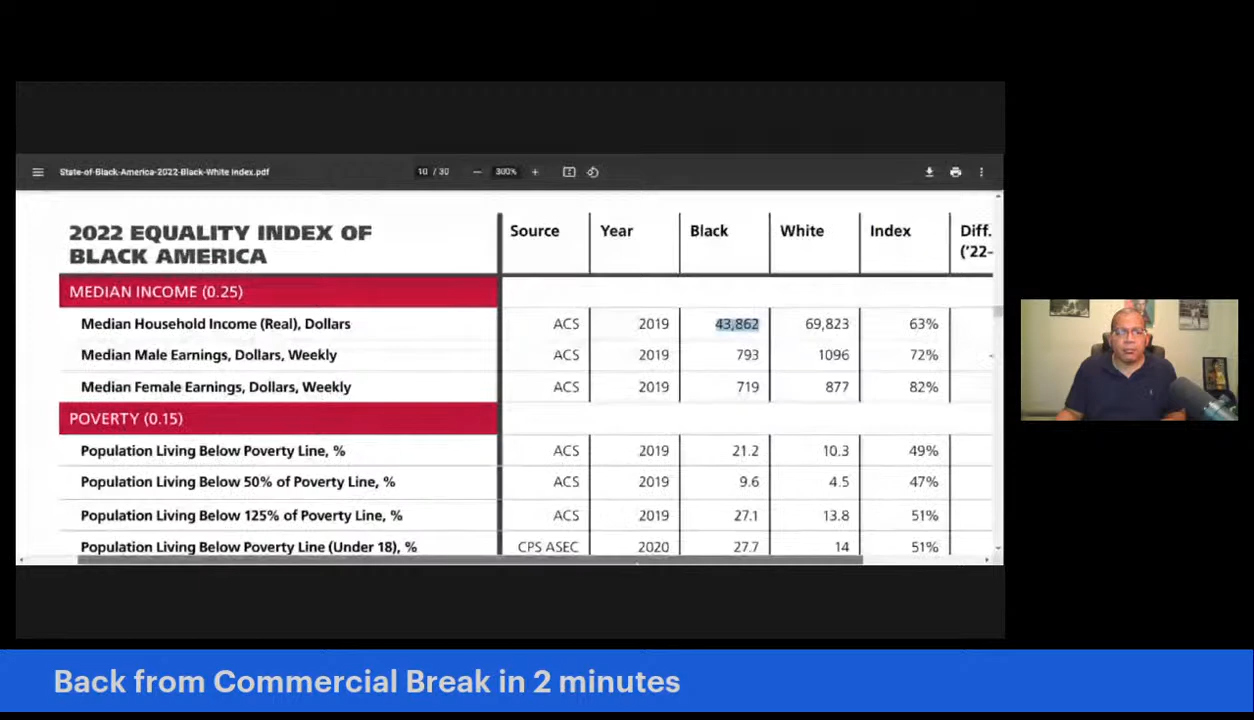 State-of-Black-America-2022-Black-White Index.pdf 10 / 30 300%
2022 EQUALITY INDEX OF
BLACK AMERICA
Source Year Black White Index Diff.
('22-
MEDIAN INCOME (0.25)
Median Household Income (Real), Dollars ACS 2019 43,862 69,823 63%
Median Male Earnings, Dollars, Weekly ACS 2019 793 1096 72%
Median Female Earnings, Dollars, Weekly ACS 2019 719 877 82%
POVERTY (0.15)
Population Living Below Poverty Line, % ACS 2019 21.2 10.3 49%
Population Living Below 50% of Poverty Line, % ACS 2019 9.6 4.5 47%
Population Living Below 125% of Poverty Line, % ACS 2019 27.1 13.8 51%
Population Living Below Poverty Line (Under 18), % CPS ASEC 2020 27.7 14 51%
Back from Commercial Break in 2 minutes